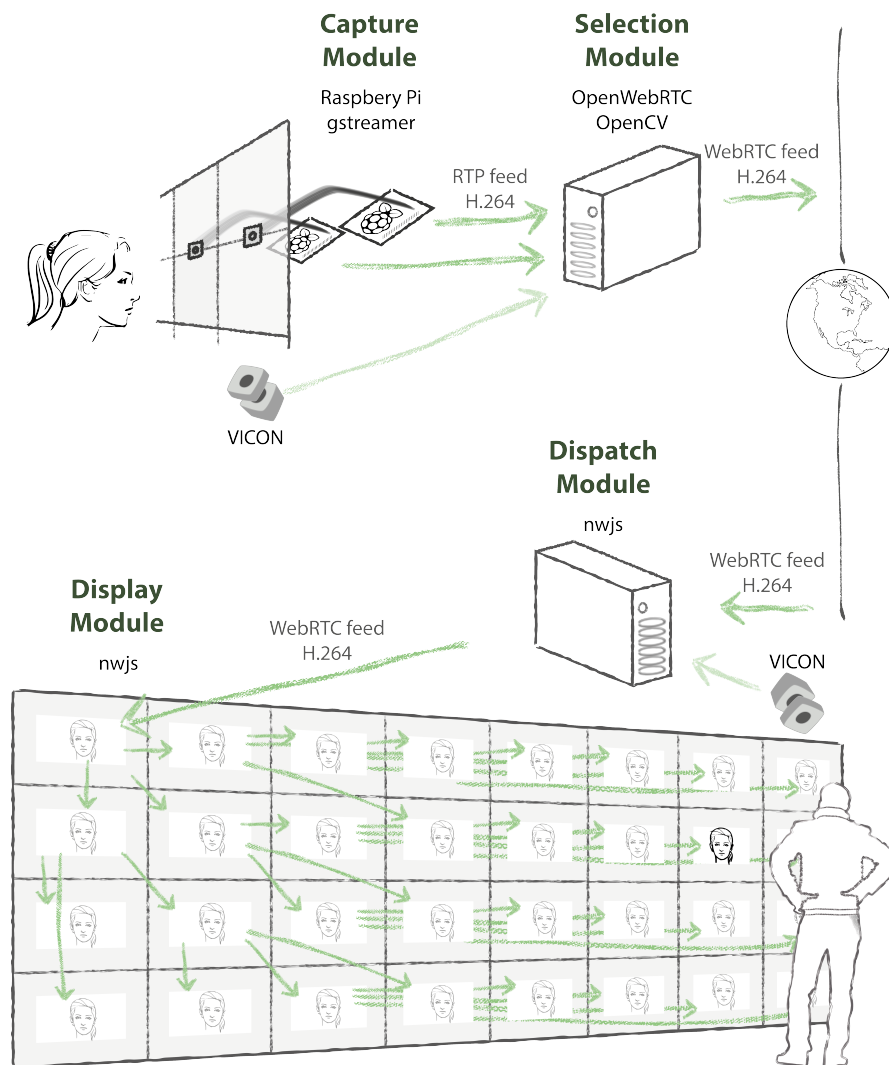 Capture
Module
Raspbery Pi
gstreamer
Selection
Module
OpenWebRTC
OpenCV
RTP feed
H.264
WebRTC feed
H.264
VICON
Dispatch
Module
nwjs
WebRTC feed
H.264
VICON
Display
Module
nwjs
WebRTC feed
H.264